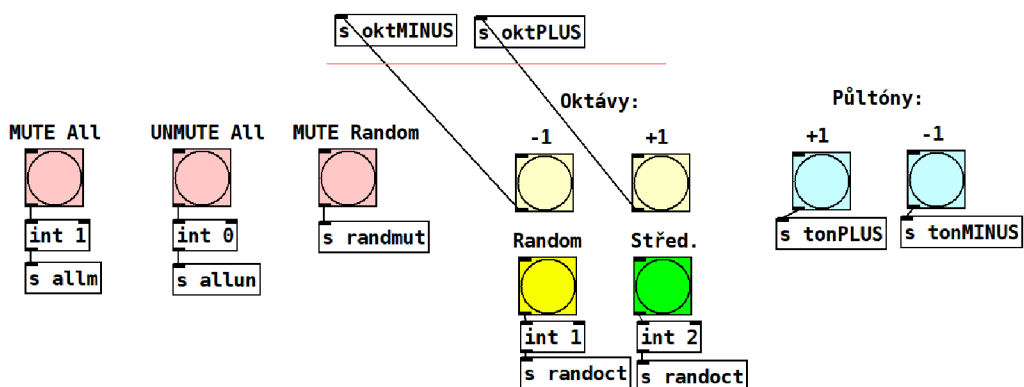 s oktMINUS
s oktPLUS
Oktávy:
Půltóny:
MUTE All
UNMUTE All
MUTE Random
-1
+1
+1
-1
int 1
int 0
s randmut
s tonPLUS
s tonMINUS
s allm
s allun
Random
Střed.
int 1
int 2
s randoct
s randoct